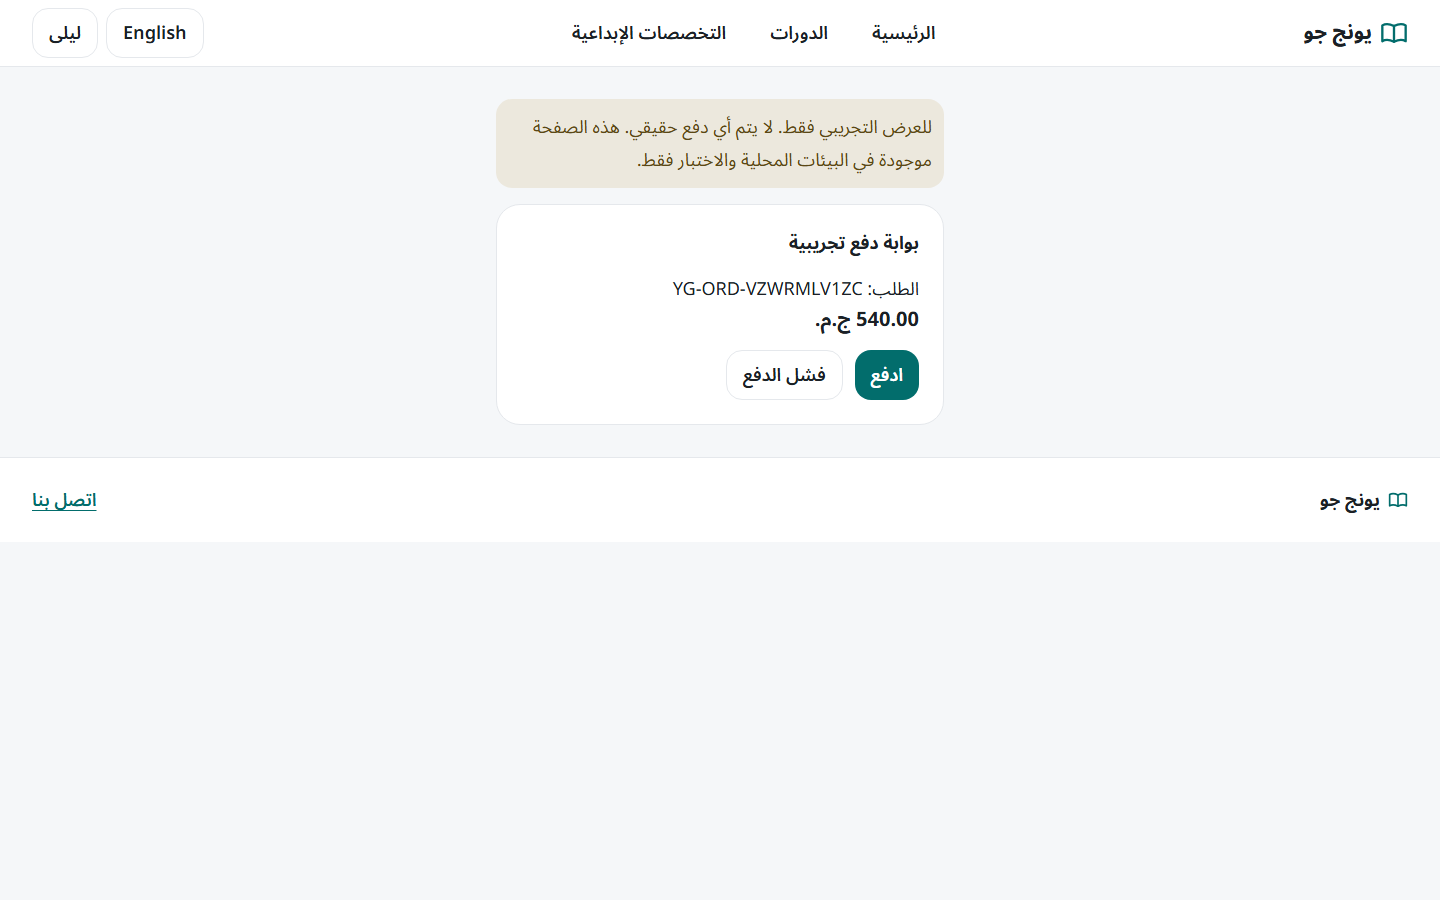 يونج جو
الرئيسية
الدورات
التخصصات الإبداعية
English
ليلى
للعرض التجريبي فقط. لا يتم أي دفع حقيقي. هذه الصفحة
موجودة في البيئات المحلية والاختبار فقط.
بوابة دفع تجريبية
الطلب: YG-ORD-VZWRMLV1ZC
540.00 ج.م.
ادفع
فشل الدفع
يونج جو
اتصل بنا